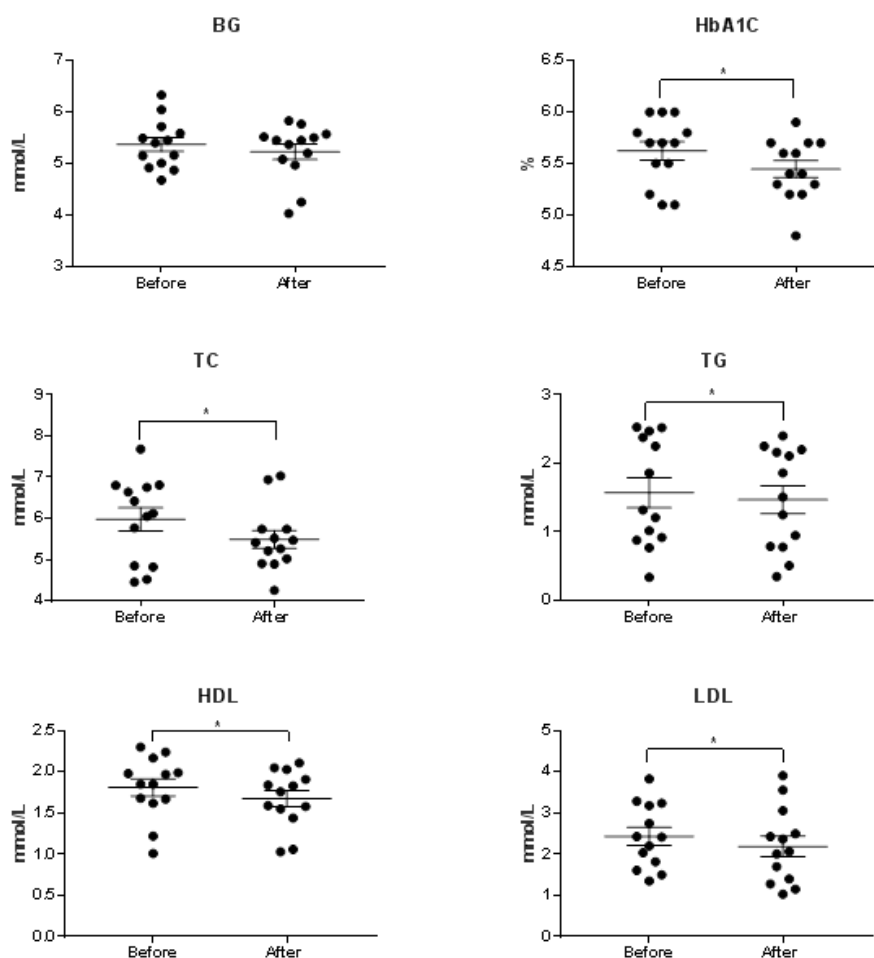 BG
7
6
5
4
3
mmol/L
Before
After
HbA1C
6.5
6.0
5.5
5.0
4.5
%
*
Before
After
TC
9
8
7
6
5
4
mmol/L
*
Before
After
TG
3
2
1
0
mmol/L
*
Before
After
HDL
2.5
2.0
1.5
1.0
0.5
0.0
mmol/L
*
Before
After
LDL
5
4
3
2
1
0
mmol/L
*
Before
After